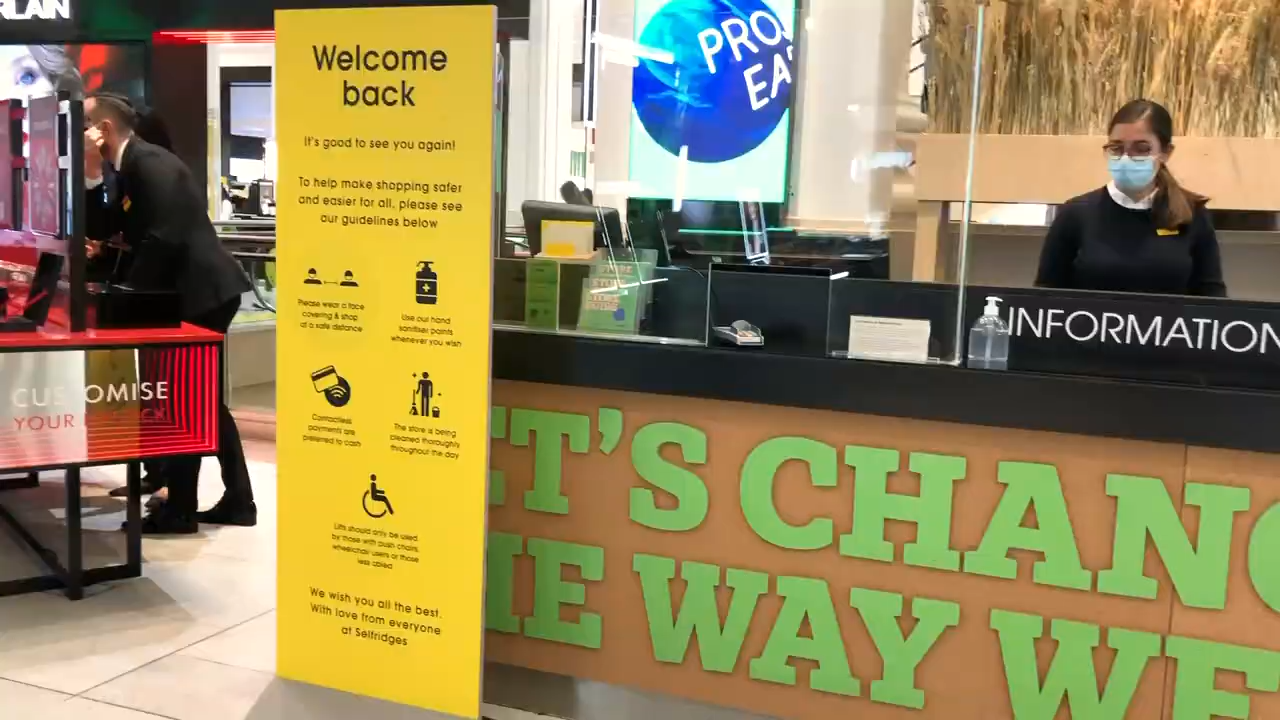 RLAIN
Welcome
back
It's good to see you again!
To help make shopping safer
and easier for all, please see
our guidelines below
Please wear a face
covering & shop
at a safe distance
Use our hand
sanitiser points
whenever you wish
Contactless
payments are
preferred to cash
The store is being
cleaned thoroughly
throughout the day
Lifts should only be used
by those with push chairs,
wheelchair users or those
less abled
We wish you all the best.
With love from everyone
at Selfridges
CUSTOMISE
YOUR
PROJ
EA
INFORMATION
ET'S CHANG
HE WAY WE